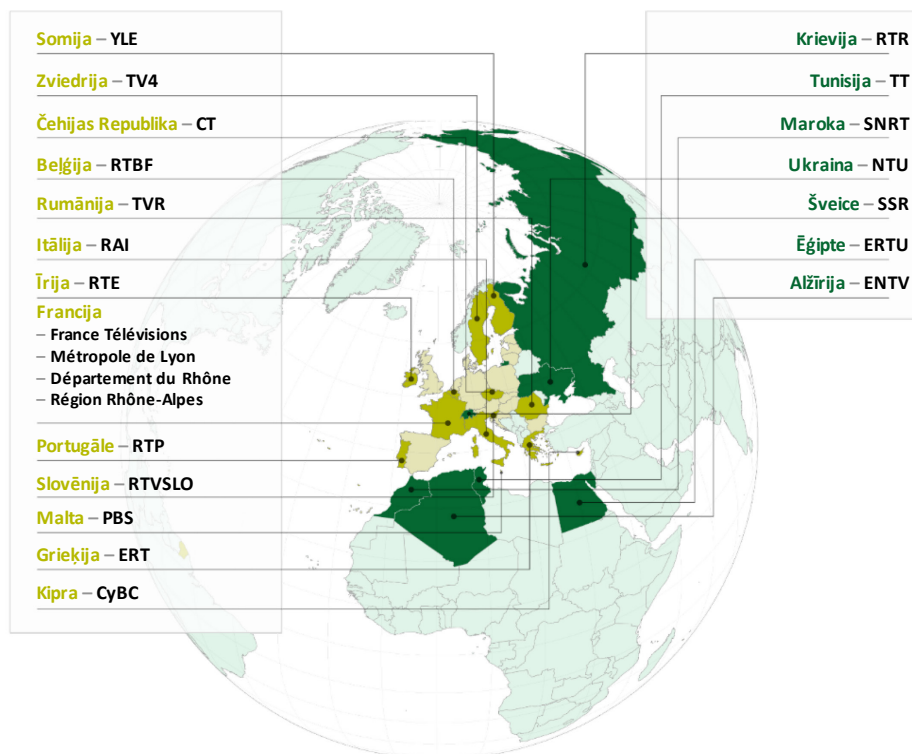 Somija – YLE
Zviedrija – TV4
Čehijas Republika – CT
Beļģija – RTBF
Rumānija – TVR
Itālija – RAI
Īrija – RTE
Francija
– France Télévisions
– Métropole de Lyon
– Département du Rhône
– Région Rhône-Alpes
Portugāle – RTP
Slovēnija – RTVSLO
Malta – PBS
Grieķija – ERT
Kipra – CyBC
Krievija – RTR
Tunisija – TT
Maroka – SNRT
Ukraina – NTU
Šveice – SSR
Ēģipte – ERTU
Alžīrija – ENTV